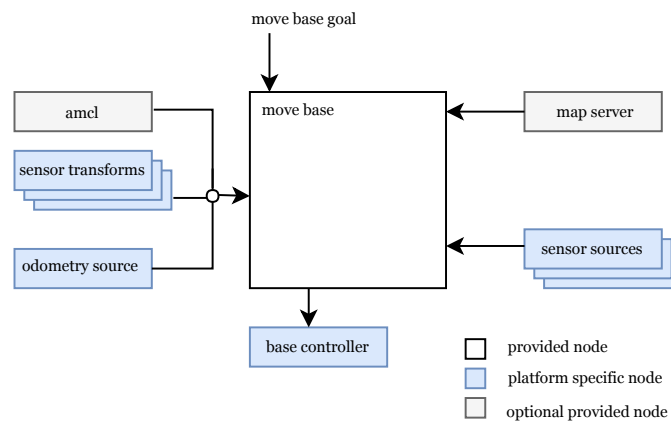 move base goal
amcl
move base
map server
sensor transforms
odometry source
sensor sources
base controller
provided node
platform specific node
optional provided node